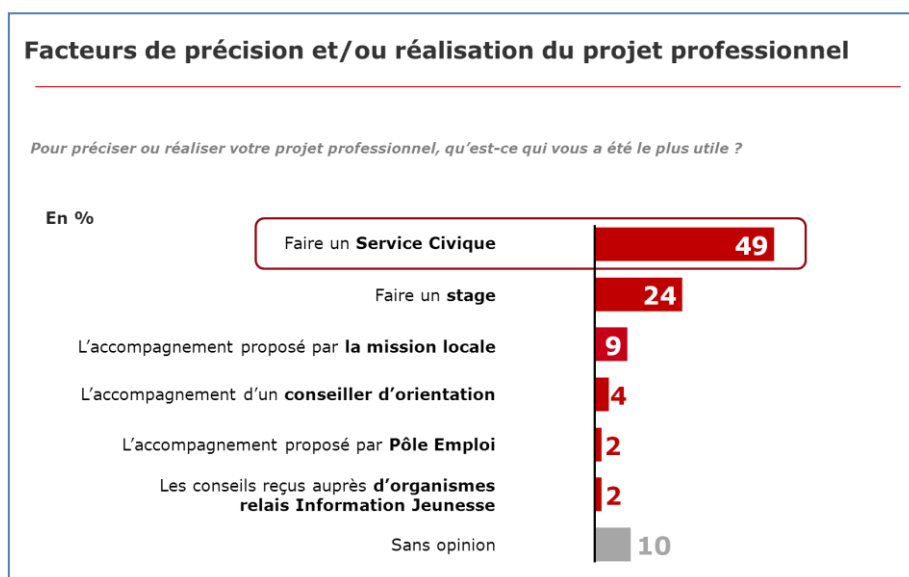 Facteurs de précision et/ou réalisation du projet professionnel
Pour préciser ou réaliser votre projet professionnel, qu’est-ce qui vous a été le plus utile ?
En %
Faire un Service Civique 49
Faire un stage 24
L’accompagnement proposé par la mission locale 9
L’accompagnement d’un conseiller d’orientation 4
L’accompagnement proposé par Pôle Emploi 2
Les conseils reçus auprès d’organismes
relais Information Jeunesse 2
Sans opinion 10